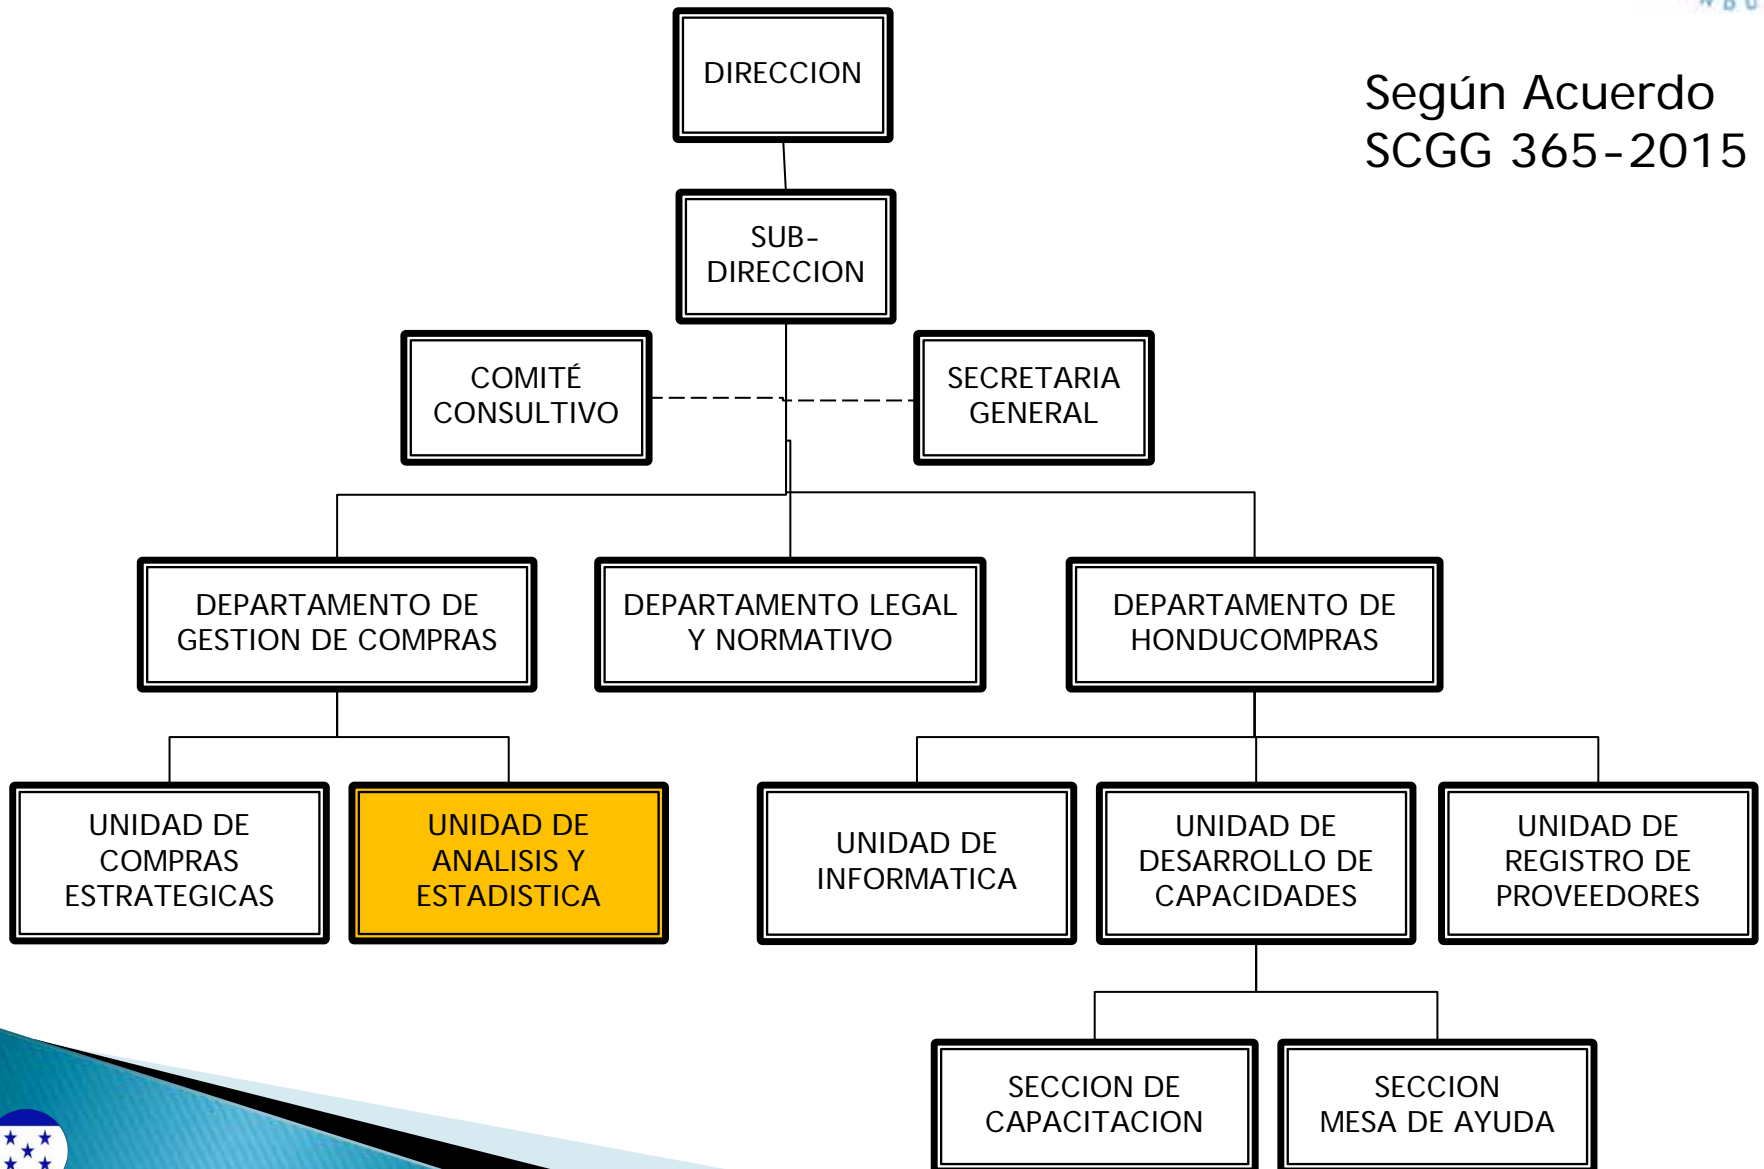 DIRECCION
Según Acuerdo
SCGG 365-2015
SUB-
DIRECCION
COMITÉ
CONSULTIVO
SECRETARIA
GENERAL
DEPARTAMENTO DE
GESTION DE COMPRAS
DEPARTAMENTO LEGAL
Y NORMATIVO
DEPARTAMENTO DE
HONDUCOMPRAS
UNIDAD DE
COMPRAS
ESTRATEGICAS
UNIDAD DE
ANALISIS Y
ESTADISTICA
UNIDAD DE
INFORMATICA
UNIDAD DE
DESARROLLO DE
CAPACIDADES
UNIDAD DE
REGISTRO DE
PROVEEDORES
SECCION DE
CAPACITACION
SECCION
MESA DE AYUDA